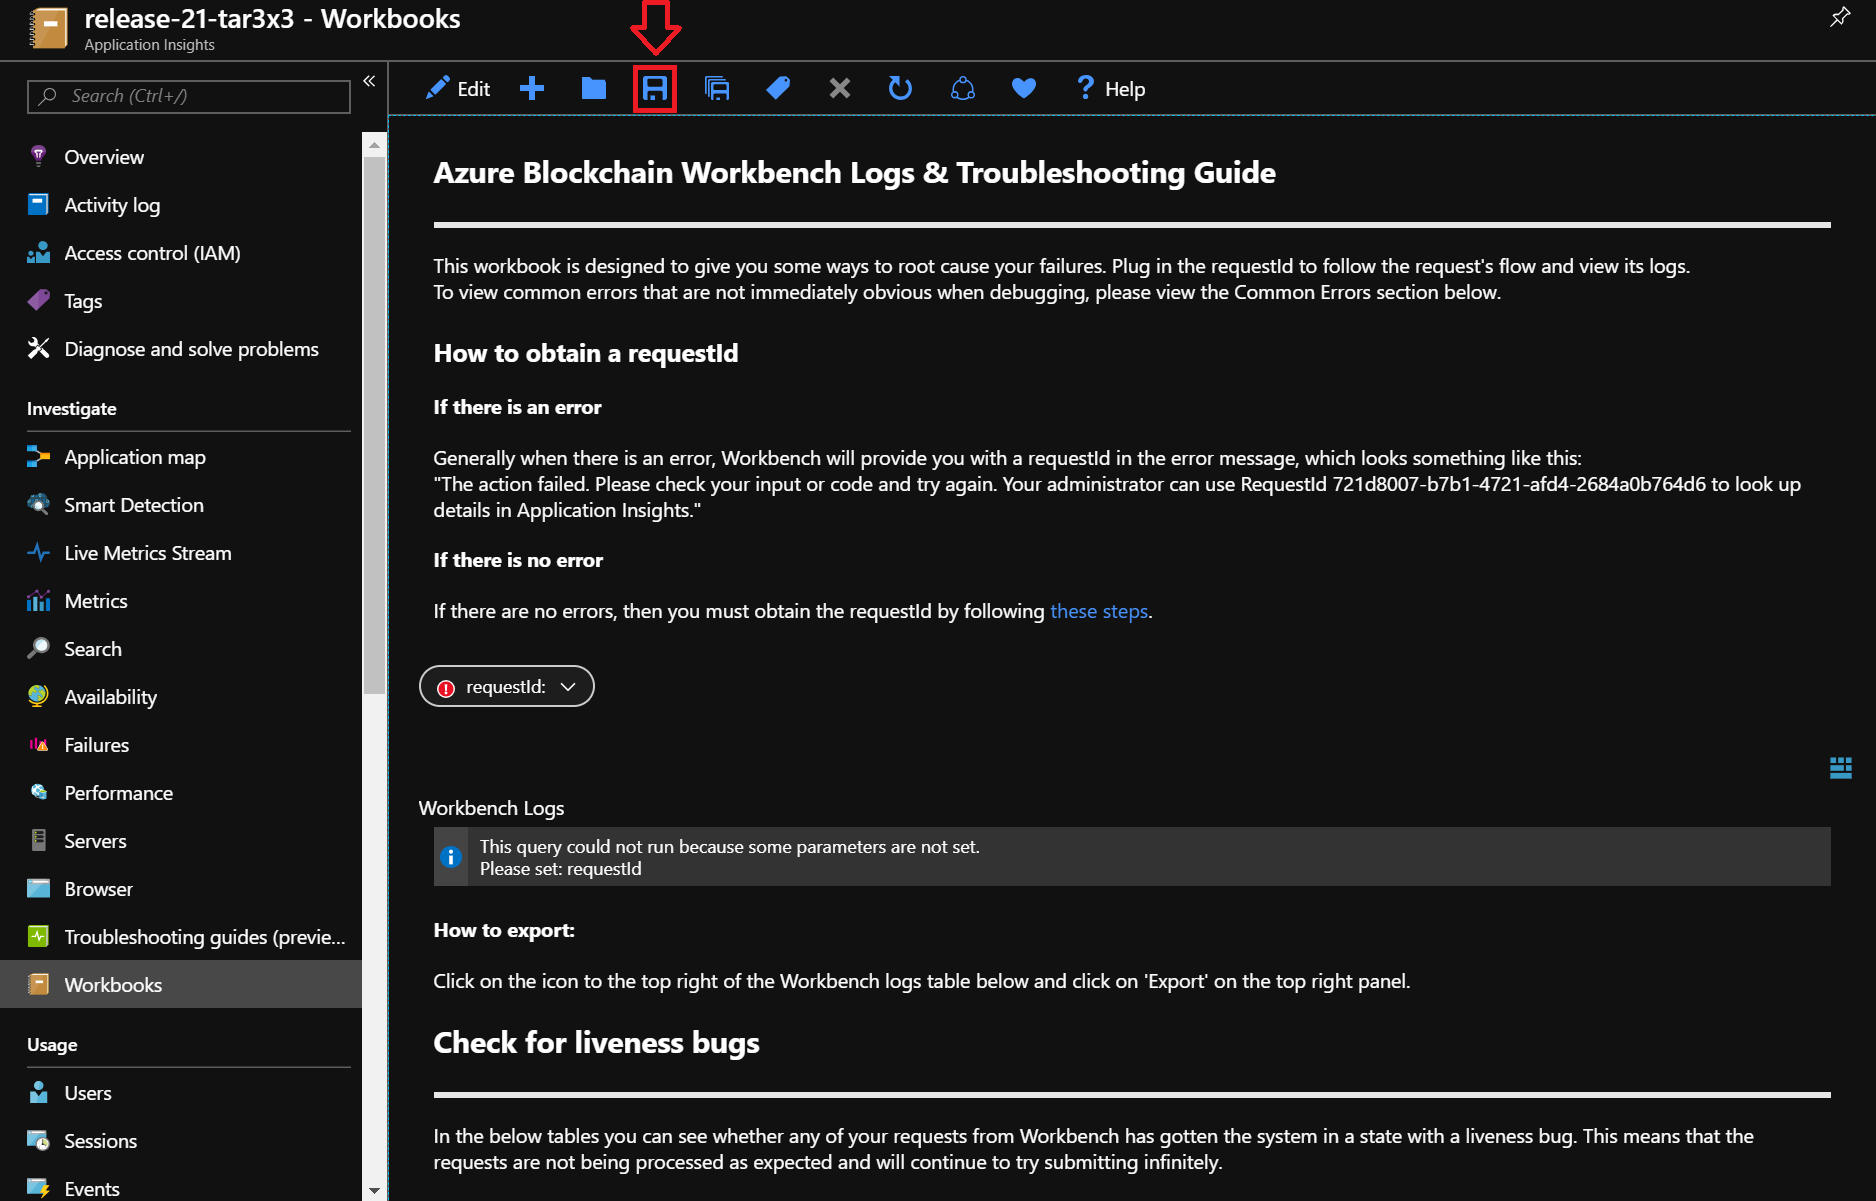 release-21-tar3x3 - Workbooks
Application Insights
Search (Ctrl+/)
«
Edit
Help
Overview
Activity log
Access control (IAM)
Tags
Diagnose and solve problems
Investigate
Application map
Smart Detection
Live Metrics Stream
Metrics
Search
Availability
Failures
Performance
Servers
Browser
Troubleshooting guides (previe...
Workbooks
Usage
Users
Sessions
Events
Azure Blockchain Workbench Logs & Troubleshooting Guide
This workbook is designed to give you some ways to root cause your failures. Plug in the requestId to follow the request's flow and view its logs.
To view common errors that are not immediately obvious when debugging, please view the Common Errors section below.
How to obtain a requestId
If there is an error
Generally when there is an error, Workbench will provide you with a requestId in the error message, which looks something like this:
"The action failed. Please check your input or code and try again. Your administrator can use RequestId 721d8007-b7b1-4721-afd4-2684a0b764d6 to look up
details in Application Insights."
If there is no error
If there are no errors, then you must obtain the requestId by following these steps.
requestId:
Workbench Logs
This query could not run because some parameters are not set.
Please set: requestId
How to export:
Click on the icon to the top right of the Workbench logs table below and click on 'Export' on the top right panel.
Check for liveness bugs
In the below tables you can see whether any of your requests from Workbench has gotten the system in a state with a liveness bug. This means that the
requests are not being processed as expected and will continue to try submitting infinitely.